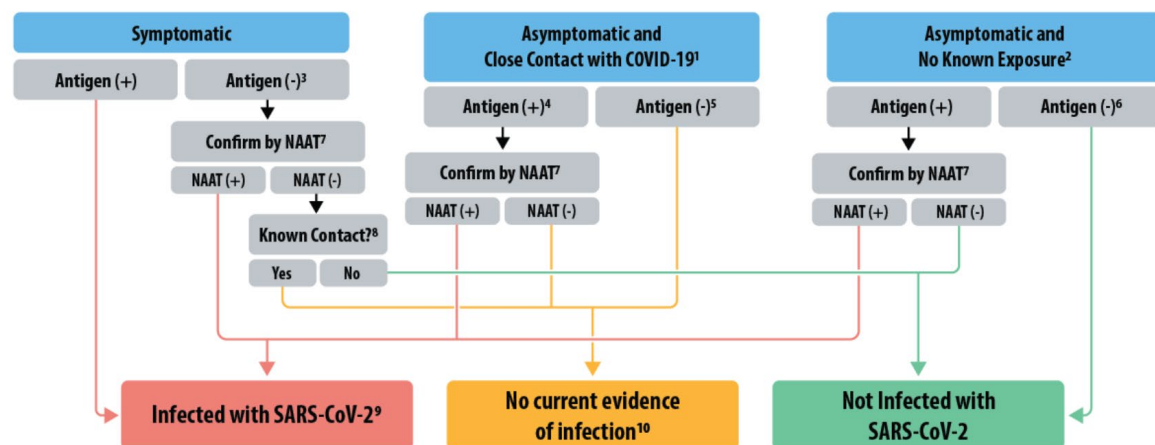 Symptomatic
Antigen (+)
Antigen (-)³
Confirm by NAAT⁷
NAAT (+)
NAAT (-)
Known Contact?⁸
Yes
No
Asymptomatic and
Close Contact with COVID-19¹
Antigen (+)⁴
Antigen (-)⁵
Confirm by NAAT⁷
NAAT (+)
NAAT (-)
Asymptomatic and
No Known Exposure²
Antigen (+)
Antigen (-)⁶
Confirm by NAAT⁷
NAAT (+)
NAAT (-)
Infected with SARS-CoV-2⁹
No current evidence
of infection¹⁰
Not Infected with
SARS-CoV-2